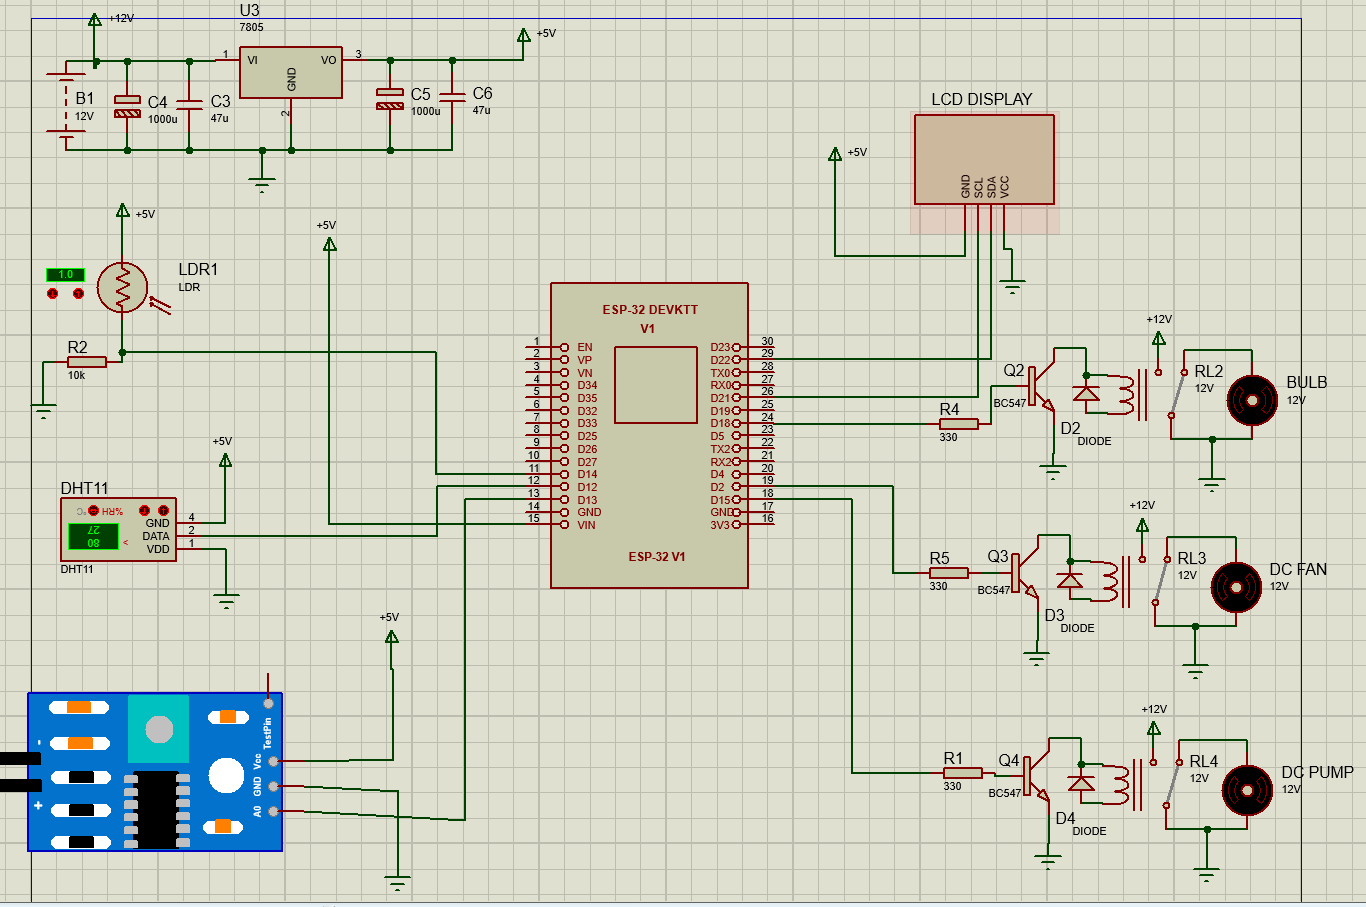 +12V
U3
7805
+5V
1
VI
VO
3
GND
2
B1
12V
C4
1000u
C3
47u
C5
1000u
C6
47u
LCD DISPLAY
+5V
GND
SCL
SDA
VCC
+5V
1.0
LDR1
LDR
R2
10k
+5V
ESP-32 DEVKTT
V1
1 EN
2 VP
3 VN
4 D34
5 D35
6 D32
7 D33
8 D25
9 D26
10 D27
11 D14
12 D12
13 D13
14 GND
15 VIN
D23 30
D22 29
TX0 28
RX0 27
D21 26
D19 25
D18 24
D5 23
TX2 22
RX2 21
D4 20
D2 19
D15 18
GND 17
3V3 16
ESP-32 V1
+12V
Q2
BC547
R4
330
D2
DIODE
RL2
12V
BULB
12V
+5V
DHT11
%RH
°C
27
80
>
GND 4
DATA 2
VDD 1
DHT11
+12V
R5
330
Q3
BC547
D3
DIODE
RL3
12V
DC FAN
12V
+5V
TestPin
Vcc
GND
A0
-
+
+12V
R1
330
Q4
BC547
D4
DIODE
RL4
12V
DC PUMP
12V